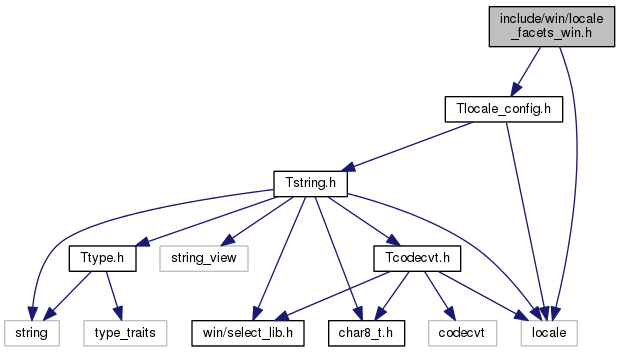 include/win/locale
_facets_win.h
Tlocale_config.h
Tstring.h
Ttype.h
string_view
Tcodecvt.h
string
type_traits
win/select_lib.h
char8_t.h
codecvt
locale